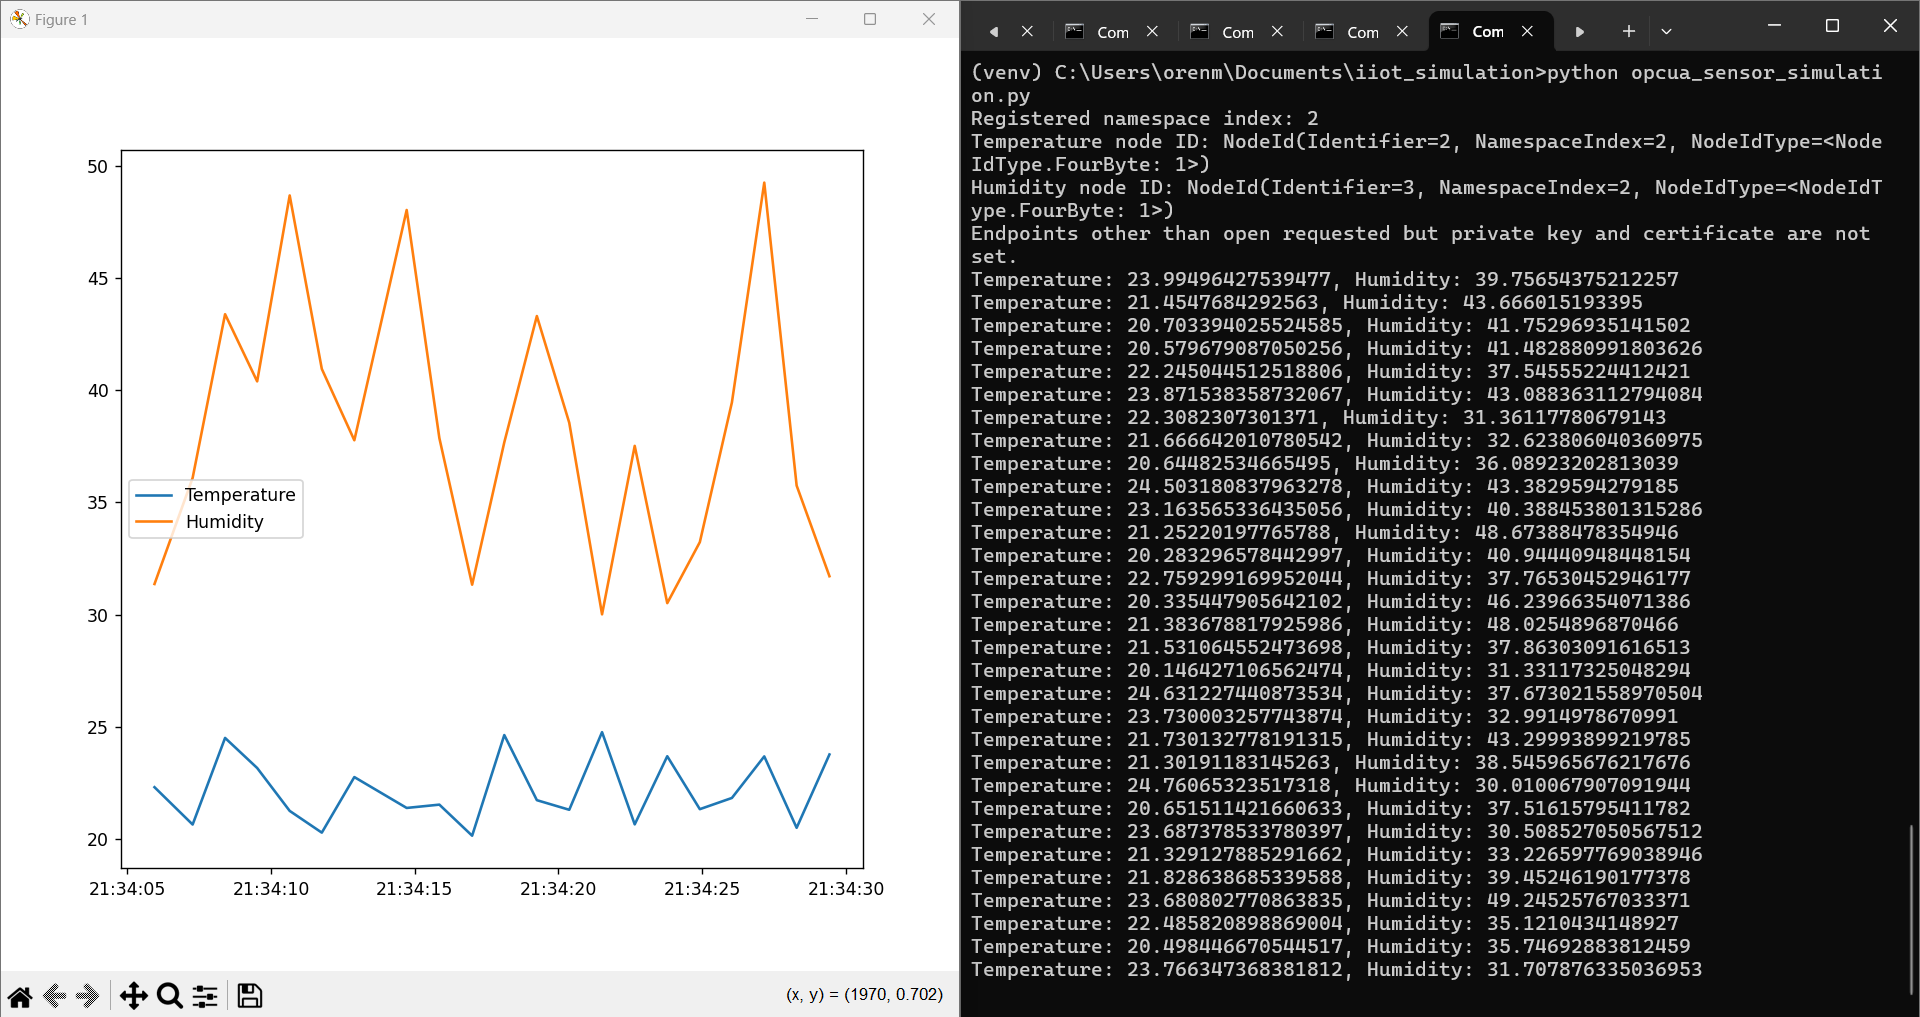 Figure 1
50
45
40
35
30
25
20
Temperature
Humidity
21:34:05 21:34:10 21:34:15 21:34:20 21:34:25 21:34:30
(x, y) = (1970, 0.702)
Com Com Com Com
(venv) C:\Users\orenm\Documents\iiot_simulation>python opcua_sensor_simulati
on.py
Registered namespace index: 2
Temperature node ID: NodeId(Identifier=2, NamespaceIndex=2, NodeIdType=<Node
IdType.FourByte: 1>)
Humidity node ID: NodeId(Identifier=3, NamespaceIndex=2, NodeIdType=<NodeIdT
ype.FourByte: 1>)
Endpoints other than open requested but private key and certificate are not
set.
Temperature: 23.99496427539477, Humidity: 39.75654375212257
Temperature: 21.4547684292563, Humidity: 43.666015193395
Temperature: 20.703394025524585, Humidity: 41.75296935141502
Temperature: 20.579679087050256, Humidity: 41.4828809918036​26
Temperature: 22.245044512518806, Humidity: 37.54555224412421
Temperature: 23.871538358732067, Humidity: 43.088363112794084
Temperature: 22.3082307301371, Humidity: 31.36117780679143
Temperature: 21.666642010780542, Humidity: 32.623806040360975
Temperature: 20.64482534665495, Humidity: 36.08923202813039
Temperature: 24.503180837963278, Humidity: 43.3829594279185
Temperature: 23.163565336435056, Humidity: 40.388453801315286
Temperature: 21.25220197765788, Humidity: 48.67388478354946
Temperature: 20.283296578442997, Humidity: 40.94440948448154
Temperature: 22.759299169952044, Humidity: 37.765304529​46177
Temperature: 20.335447905642102, Humidity: 46.23966354071386
Temperature: 21.383678817925986, Humidity: 48.0254896870466
Temperature: 21.531064552473698, Humidity: 37.86303091616513
Temperature: 20.146427106562474, Humidity: 31.33117325048294
Temperature: 24.631227440873534, Humidity: 37.673021558970504
Temperature: 23.730003257743874, Humidity: 32.9914978670991
Temperature: 21.730132778191315, Humidity: 43.29993899219785
Temperature: 21.30191183145263, Humidity: 38.545965676217676
Temperature: 24.76065323517318, Humidity: 30.010067907091944
Temperature: 20.651511421660633, Humidity: 37.51615795411782
Temperature: 23.687378533780397, Humidity: 30.508527050567512
Temperature: 21.329127885291662, Humidity: 33.226597769038946
Temperature: 21.828638685339588, Humidity: 39.452461901​77378
Temperature: 23.680802770863835, Humidity: 49.24525767033371
Temperature: 22.485820898869004, Humidity: 35.1210434148927
Temperature: 20.498446670544517, Humidity: 35.74692883812459
Temperature: 23.766347368381812, Humidity: 31.707876335036953